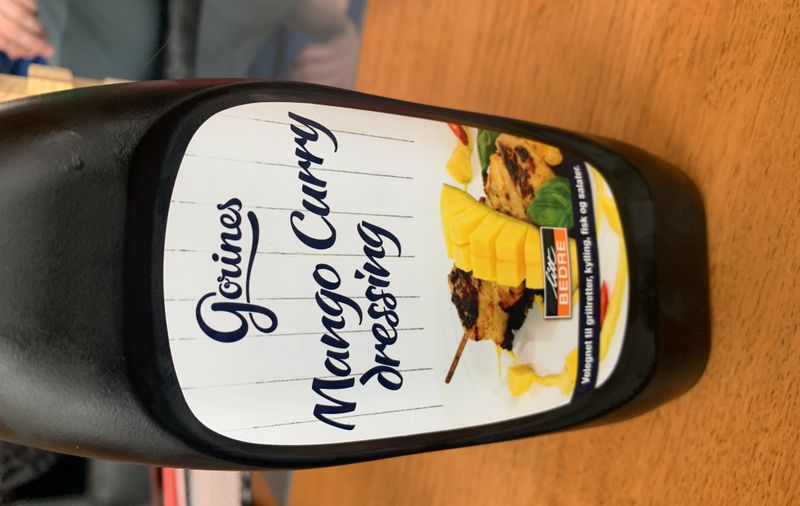 Gorines
Mango Curry
dressing
litt
BEDRE
Velegnet til grillretter, kylling, fisk og salater.